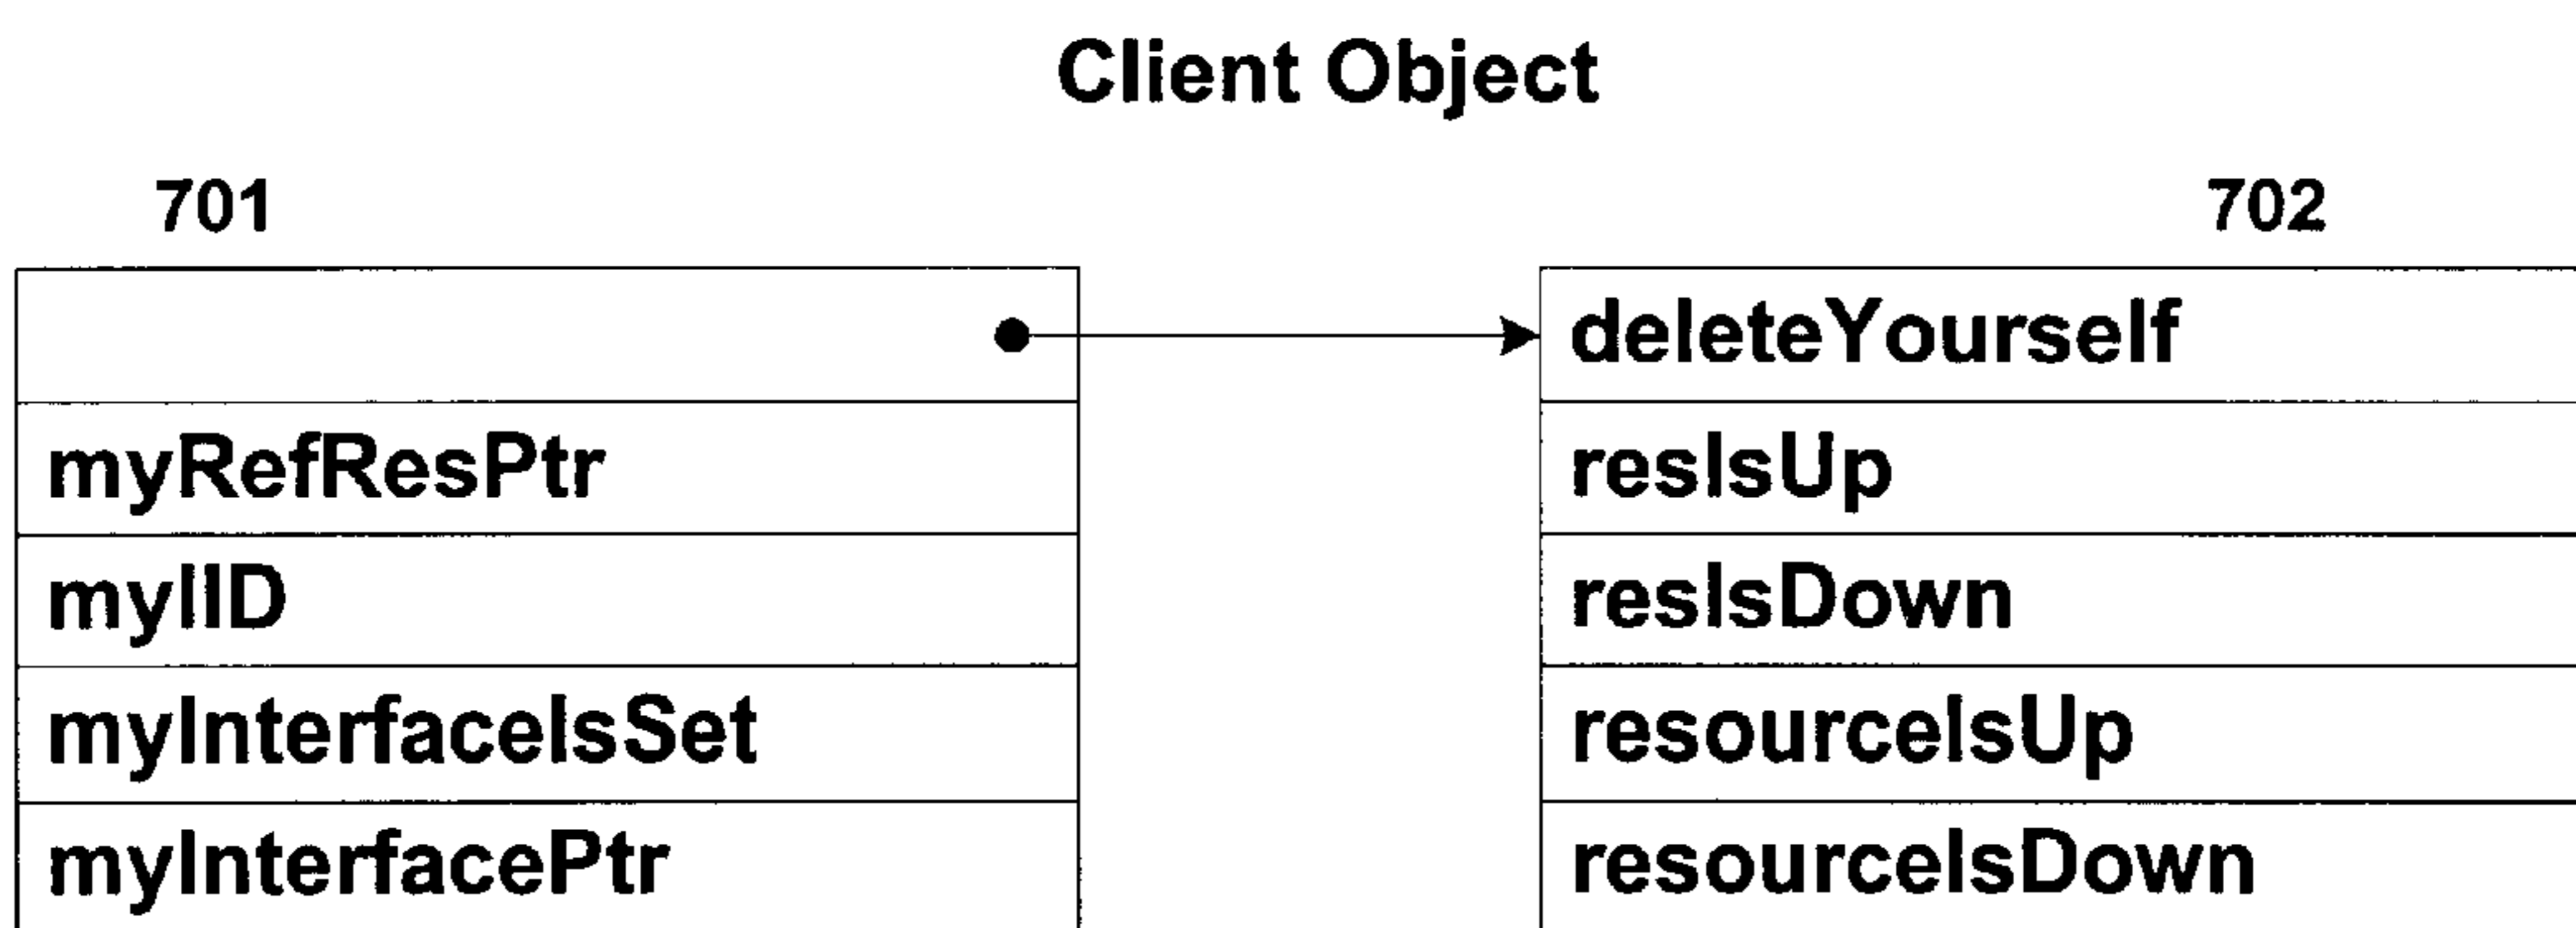 Client Object
701
702
deleteYourself
myRefResPtr
resIsUp
myIID
resIsDown
myInterfaceIsSet
resourceIsUp
myInterfacePtr
resourceIsDown